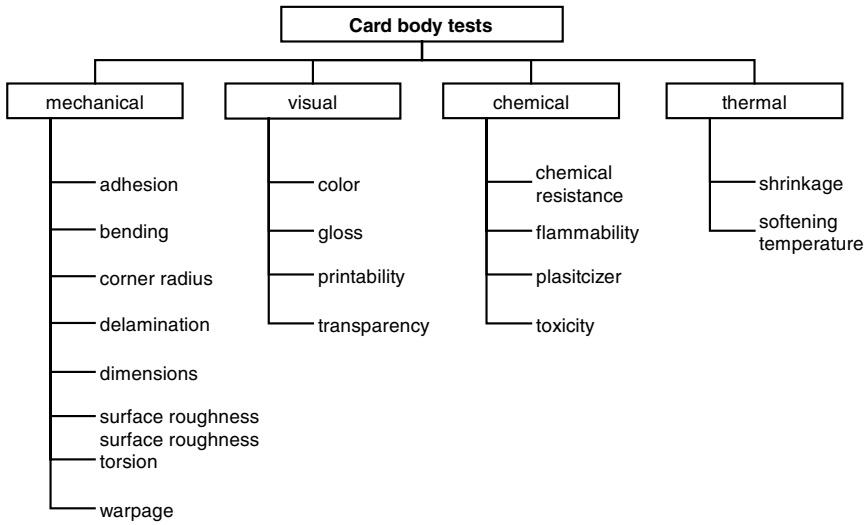 Card body tests
mechanical
visual
chemical
thermal
adhesion
bending
corner radius
delamination
dimensions
surface roughness
surface roughness
torsion
warpage
color
gloss
printability
transparency
chemical
resistance
flammability
plasitcizer
toxicity
shrinkage
softening
temperature